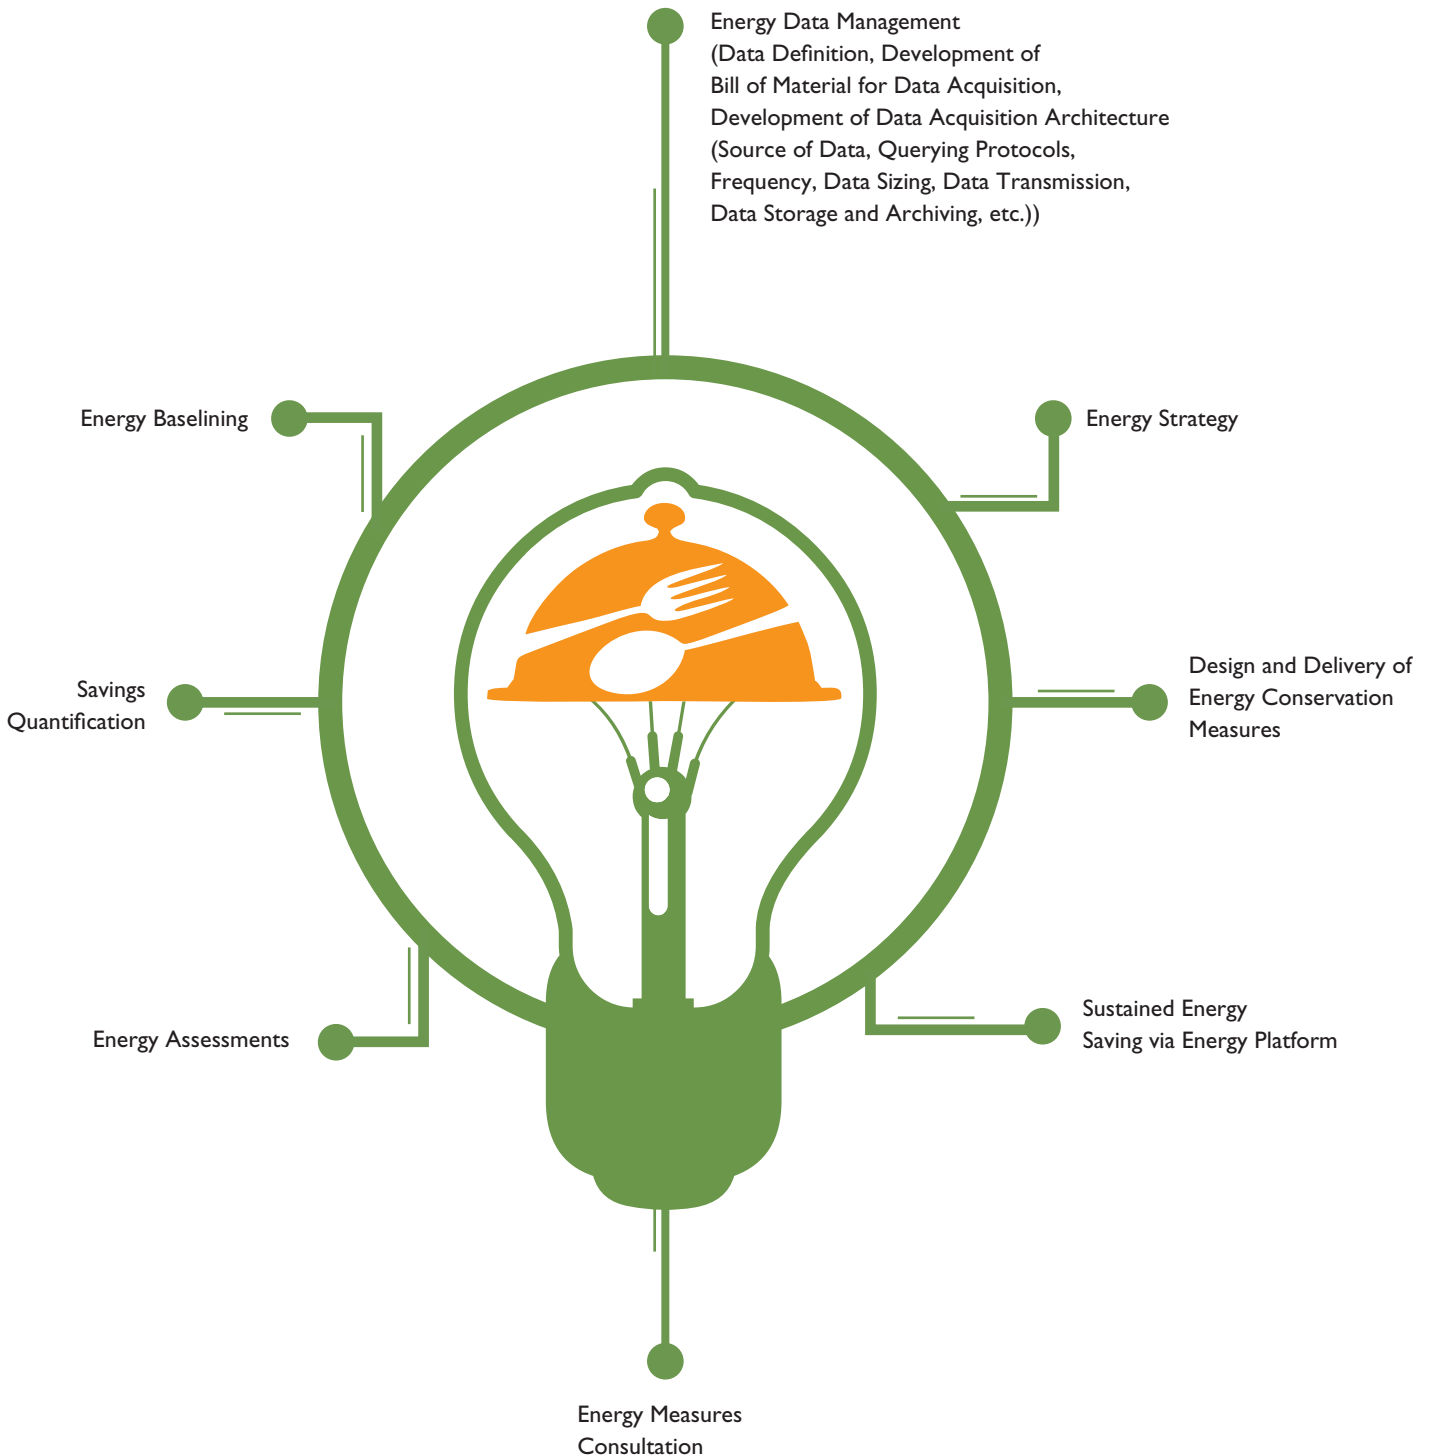 Energy Data Management
(Data Definition, Development of
Bill of Material for Data Acquisition,
Development of Data Acquisition Architecture
(Source of Data, Querying Protocols,
Frequency, Data Sizing, Data Transmission,
Data Storage and Archiving, etc.))
Energy Baselining
Energy Strategy
Savings
Quantification
Design and Delivery of
Energy Conservation
Measures
Energy Assessments
Sustained Energy
Saving via Energy Platform
Energy Measures
Consultation